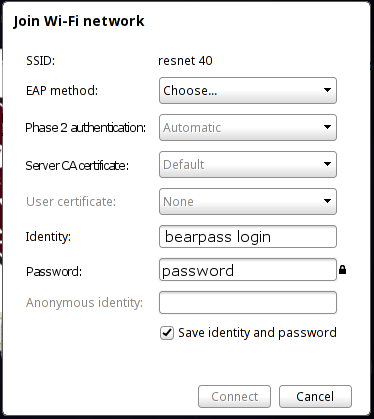 Join Wi-Fi network
SSID: resnet 40
EAP method: Choose...
Phase 2 authentication: Automatic
Server CA certificate: Default
User certificate: None
Identity: bearpass login
Password: password
Anonymous identity:
Save identity and password
Connect Cancel